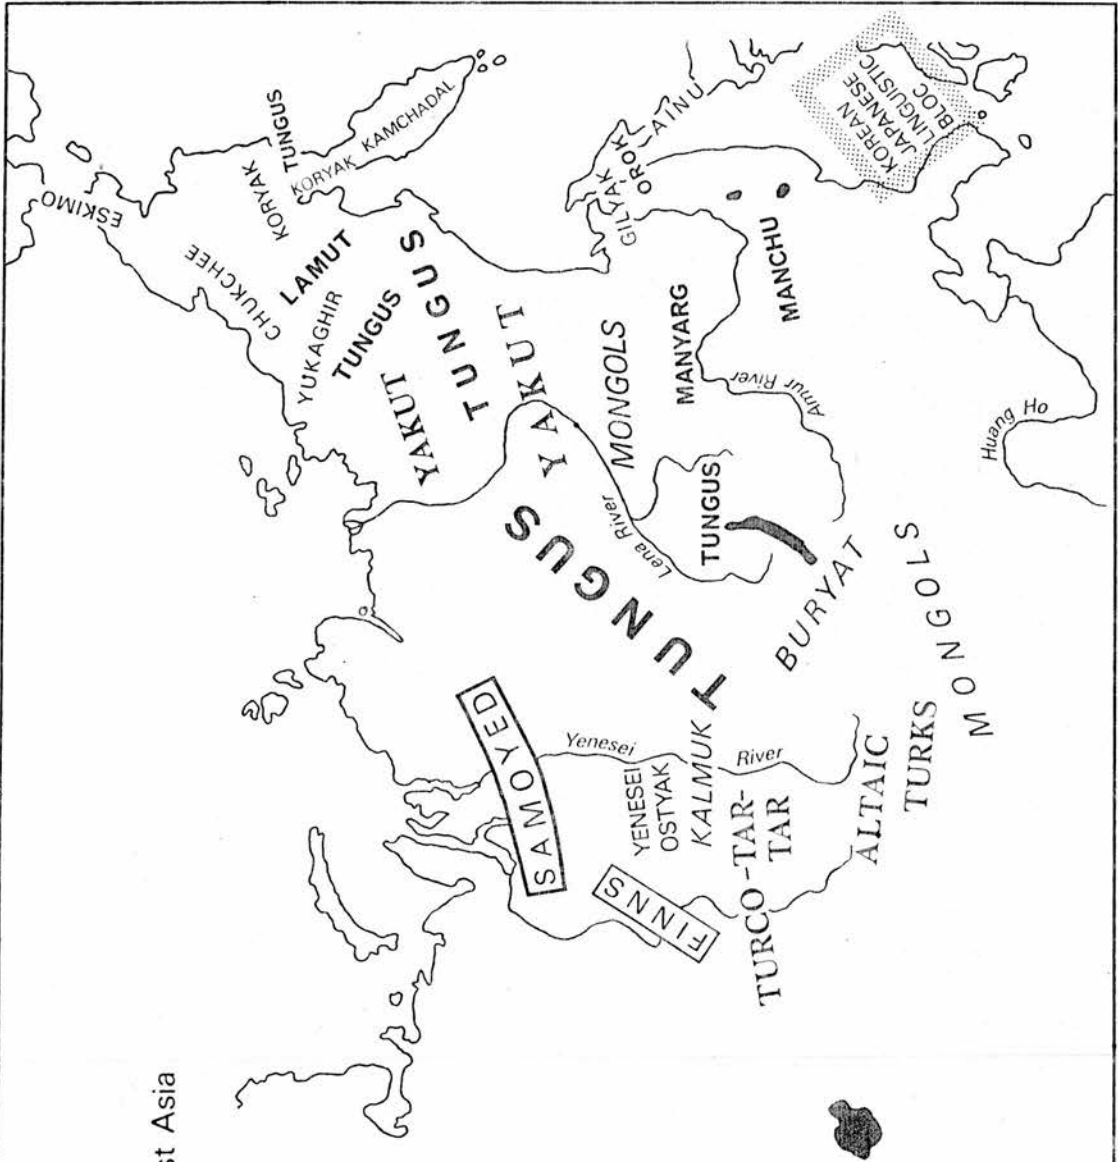 st Asia
ESKIMO
CHUKCHEE
KORYAK
TUNGUS
KORYAK KAMCHADAL
LAMUT
YUKAGHIR
TUNGUS
YAKUT
TUNGUS
YAKUT
TUNGUS
SAMOYED
FINNS
YENESEI
OSTYAK
Yenesei River
KALMUK
TURCO-TAR-
TAR
ALTAIC
TURKS
MONGOLS
BURYAT
TUNGUS
Lena River
MONGOLS
MANYARG
Amur River
MANCHU
GILYAK
OROK
AINU
KOREAN
JAPANESE
LINGUISTIC
BLOC
Huang Ho